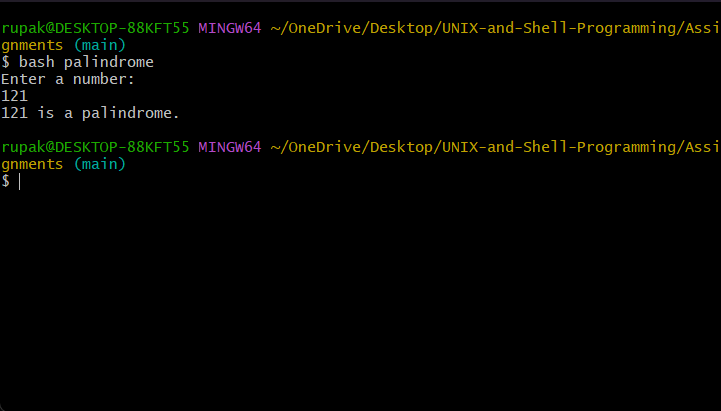 rupak@DESKTOP-88KFT55 MINGW64 ~/OneDrive/Desktop/UNIX-and-Shell-Programming/Assi
gnments (main)
$ bash palindrome
Enter a number:
121
121 is a palindrome.
rupak@DESKTOP-88KFT55 MINGW64 ~/OneDrive/Desktop/UNIX-and-Shell-Programming/Assi
gnments (main)
$